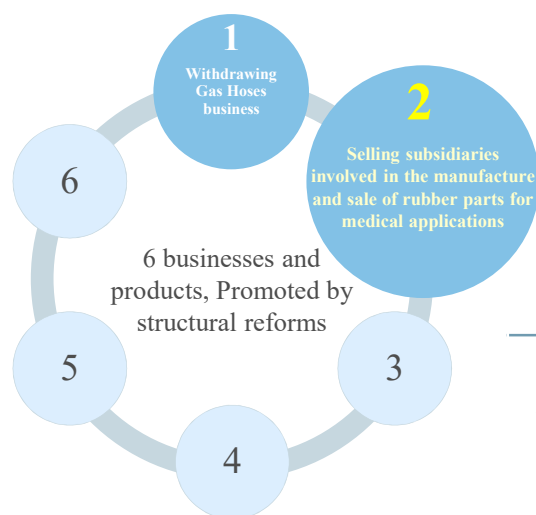 1
Withdrawing
Gas Hoses
business
2
Selling subsidiaries
involved in the manufacture
and sale of rubber parts for
medical applications
6
6 businesses and
products, Promoted by
structural reforms
5
3
4